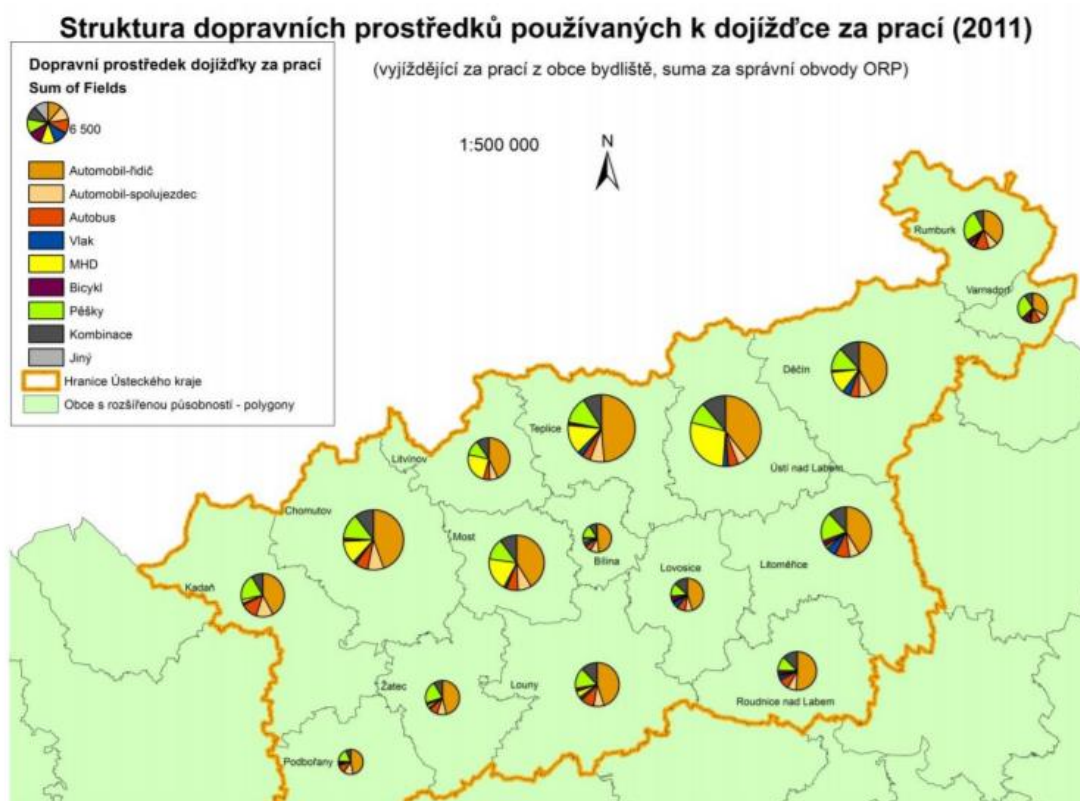 Struktura dopravních prostředků používaných k dojížďce za prací (2011)
(vyjíždějící za prací z obce bydliště, suma za správní obvody ORP)
Dopravní prostředek dojížďky za prací
Sum of Fields
6 500
Automobil-řidič
Automobil-spolujezdec
Autobus
Vlak
MHD
Bicykl
Pěšky
Kombinace
Jiný
Hranice Ústeckého kraje
Obce s rozšířenou působností - polygony
1:500 000
N
Rumburk
Varnsdorf
Děčín
Teplice
Litvínov
Ústí nad Labem
Chomutov
Most
Bílina
Litoměřice
Lovosice
Kadaň
Žatec
Louny
Roudnice nad Labem
Podbořany